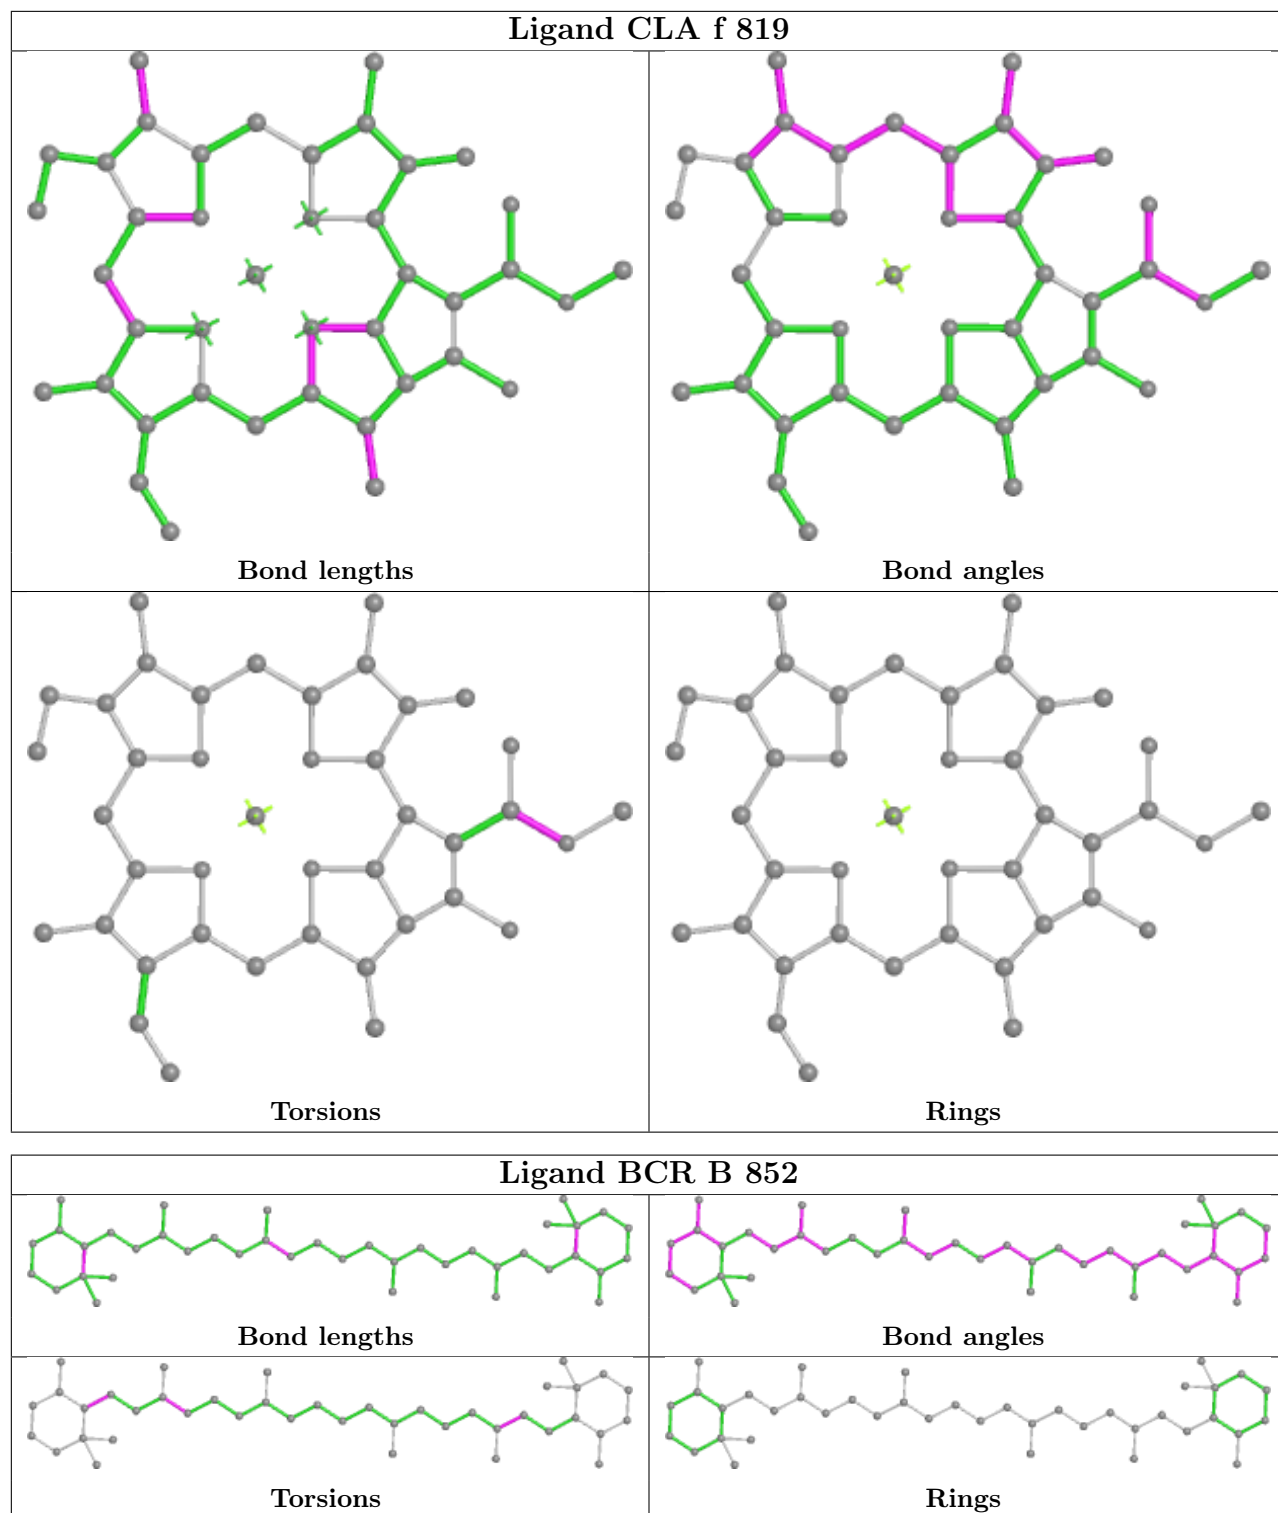 Ligand CLA f 819
Bond lengths
Bond angles
Torsions
Rings
Ligand BCR B 852
Bond lengths
Bond angles
Torsions
Rings